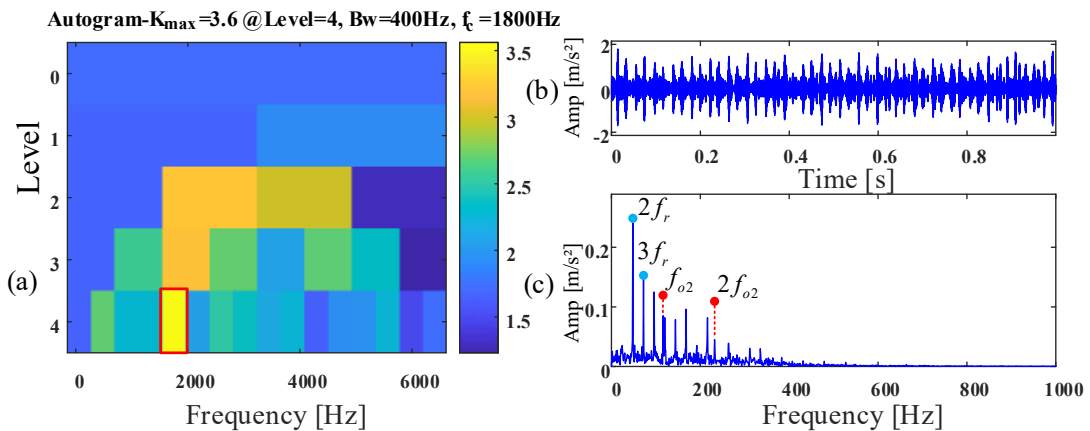 Autogram-Kmax=3.6 @Level=4, Bw=400Hz, fc=1800Hz
(a)
Level
0
1
2
3
4
0
2000
4000
6000
Frequency [Hz]
3.5
3
2.5
2
1.5
(b)
Amp [m/s²]
2
0
-2
0
0.2
0.4
0.6
0.8
Time [s]
(c)
Amp [m/s²]
0.2
0.1
0
2fr
3fr
fo2
2fo2
0
200
400
600
800
1000
Frequency [Hz]